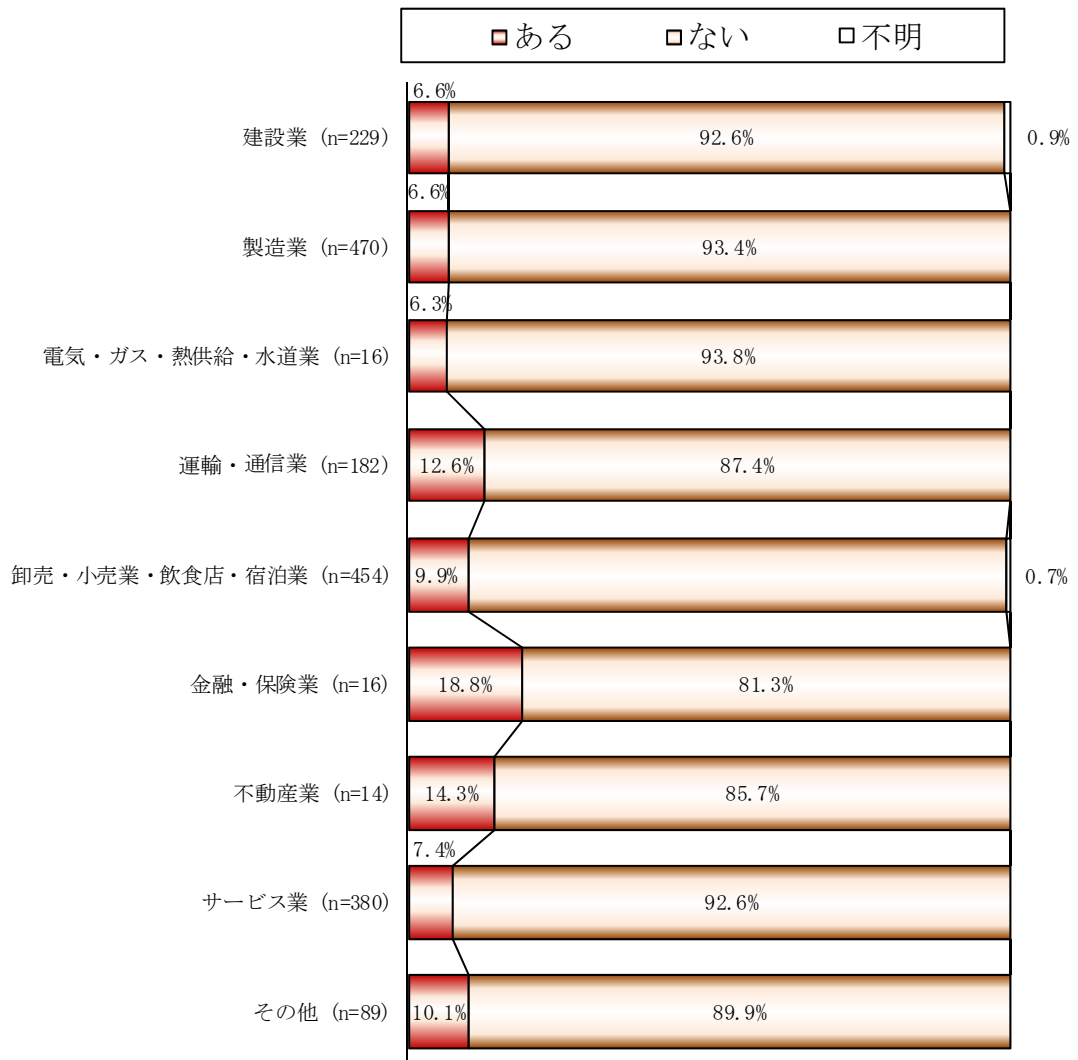 ある ない 不明
6.6%
建設業 (n=229) 92.6% 0.9%
6.6%
製造業 (n=470) 93.4%
6.3%
電気・ガス・熱供給・水道業 (n=16) 93.8%
運輸・通信業 (n=182) 12.6% 87.4%
卸売・小売業・飲食店・宿泊業 (n=454) 9.9% 0.7%
金融・保険業 (n=16) 18.8% 81.3%
不動産業 (n=14) 14.3% 85.7%
7.4%
サービス業 (n=380) 92.6%
その他 (n=89) 10.1% 89.9%